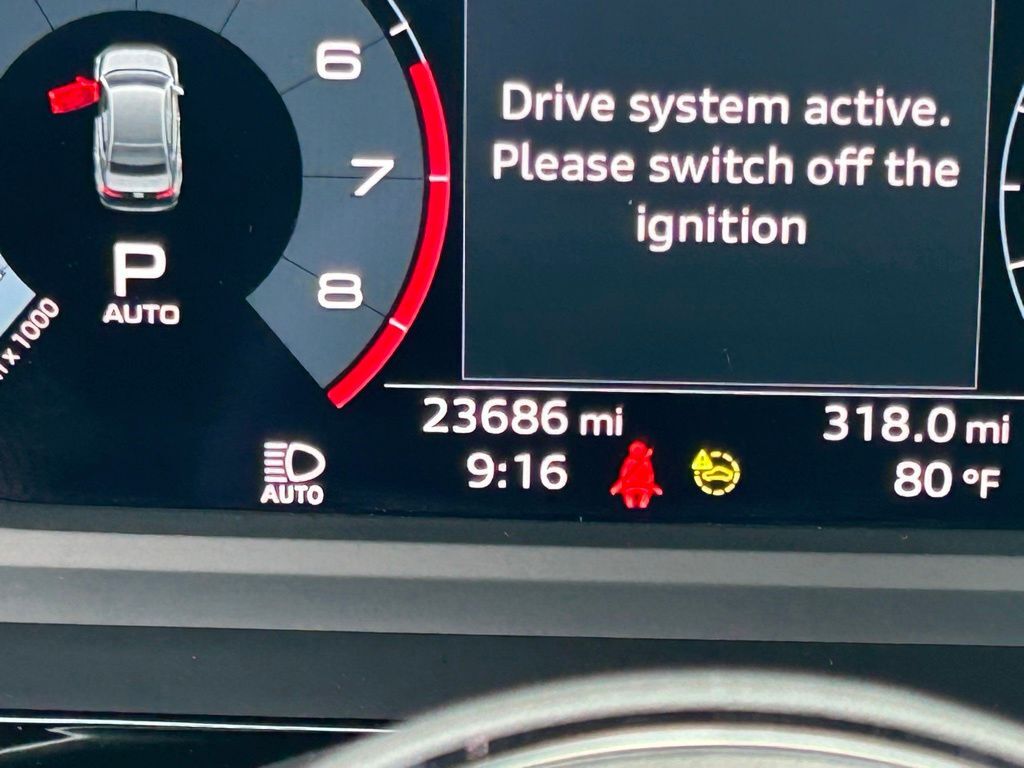 6
7
8
P
AUTO
x 1000
Drive system active.
Please switch off the
ignition
23686 mi
318.0 mi
AUTO
9:16
80 °F